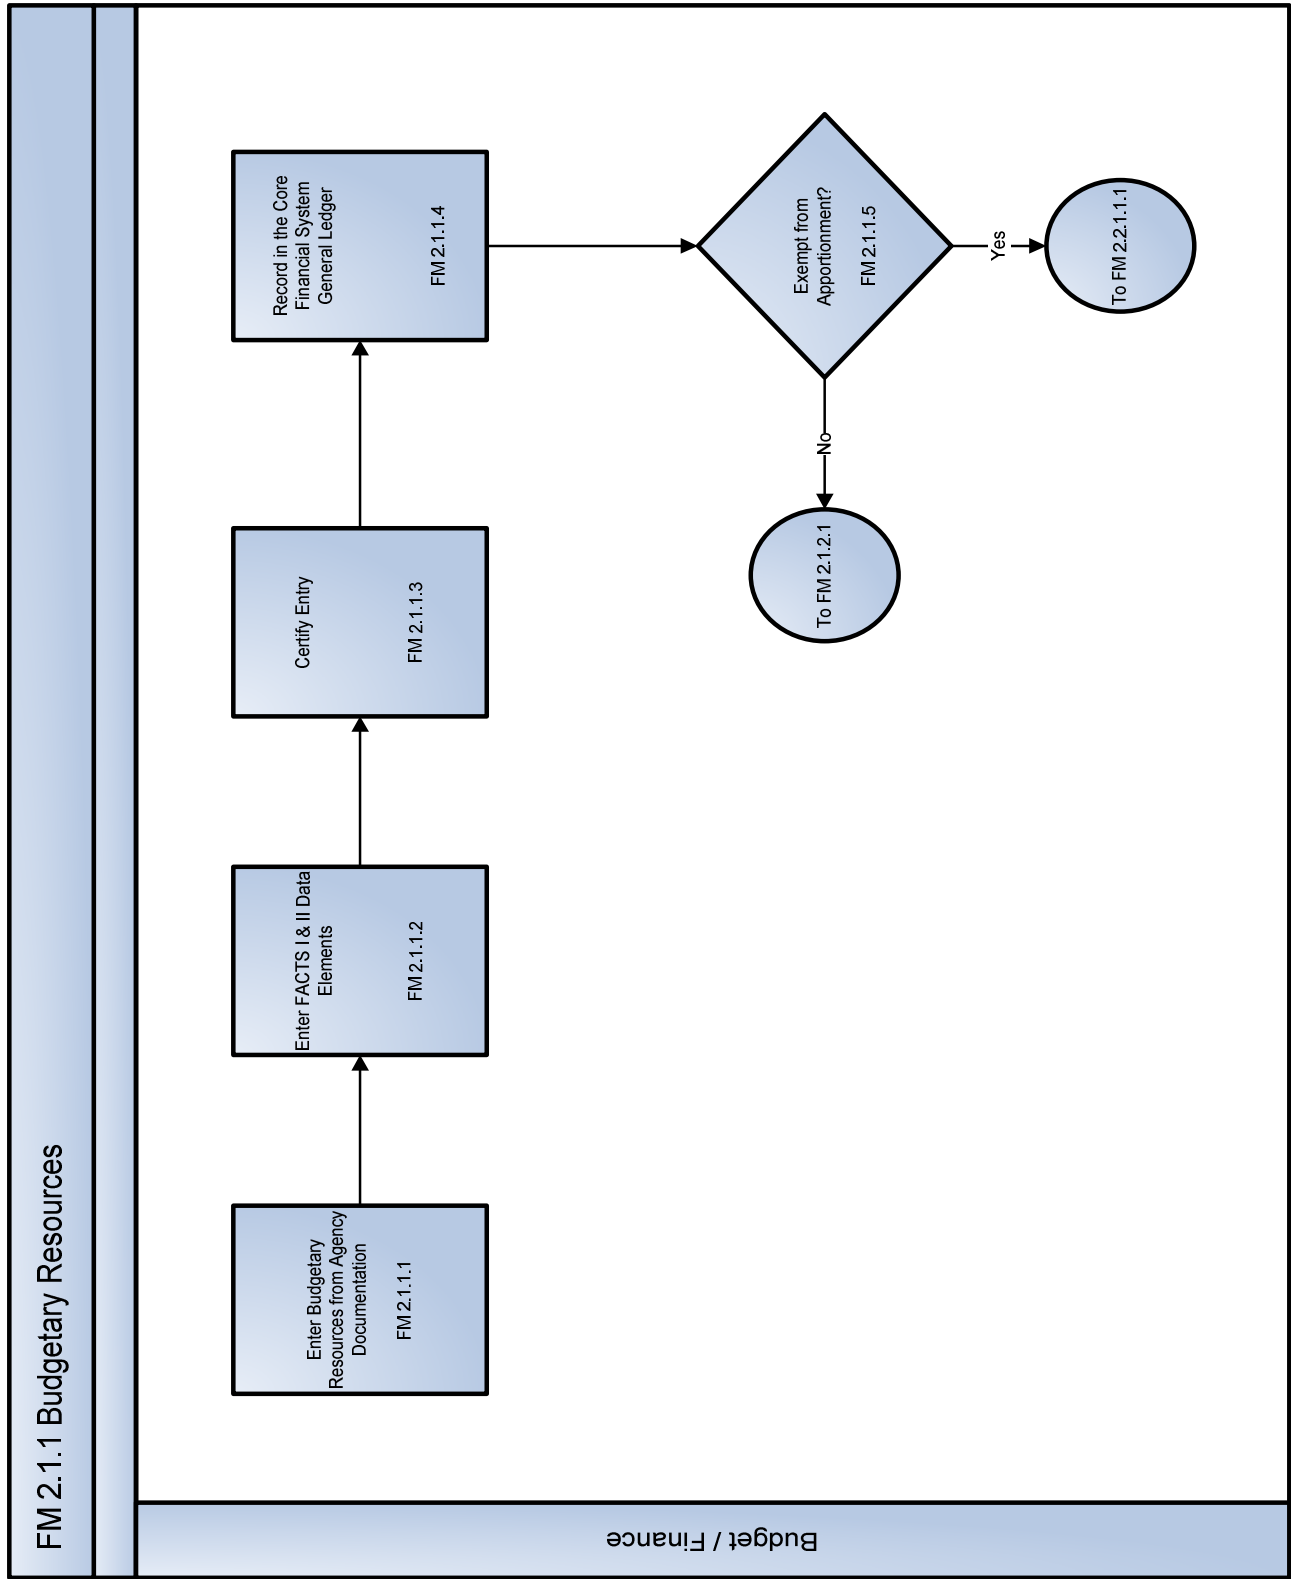 FM 2.1.1 Budgetary Resources
Budget / Finance
Enter Budgetary
Resources from Agency
Documentation
FM 2.1.1.1
Enter FACTS I & II Data
Elements
FM 2.1.1.2
Certify Entry
FM 2.1.1.3
Record in the Core
Financial System
General Ledger
FM 2.1.1.4
Exempt from
Apportionment?
FM 2.1.1.5
No
To FM 2.1.2.1
Yes
To FM 2.2.1.1.1